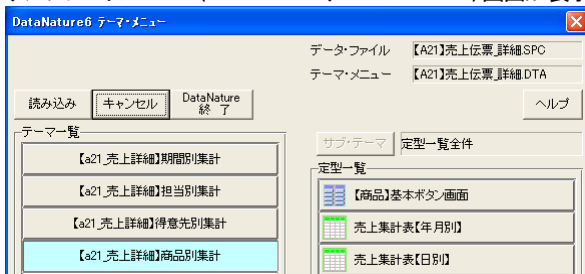 DataNature6 テーマ・メニュー
データ・ファイル 【A21】売上伝票_詳細.SPC
テーマ・メニュー 【A21】売上伝票_詳細.DTA
読み込み キャンセル DataNature 終 了 ヘルプ
テーマ一覧
サブ・テーマ 定型一覧全件
定型一覧
【a21_売上詳細】期間別集計
【商品】基本ボタン画面
【a21_売上詳細】担当別集計
売上集計表【年月別】
【a21_売上詳細】得意先別集計
売上集計表【日別】
【a21_売上詳細】商品別集計